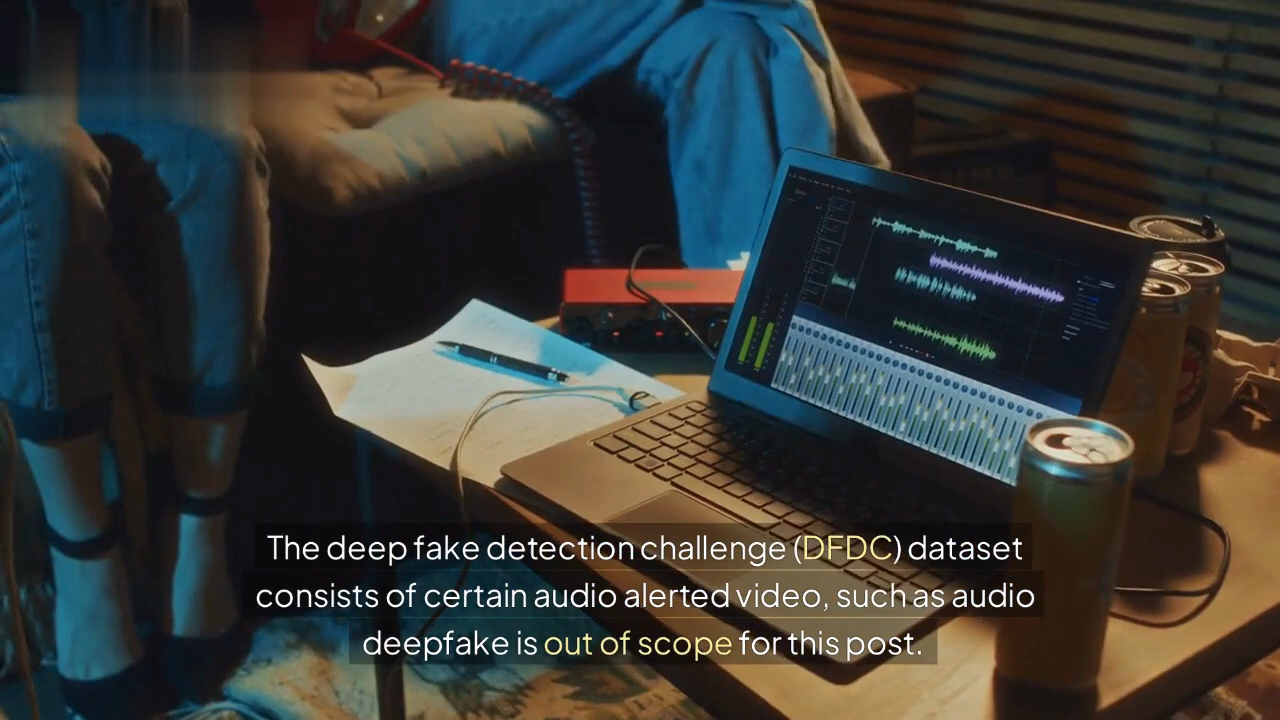 The deep fake detection challenge (DFDC) dataset
consists of certain audio alerted video, such as audio
deepfake is out of scope for this post.